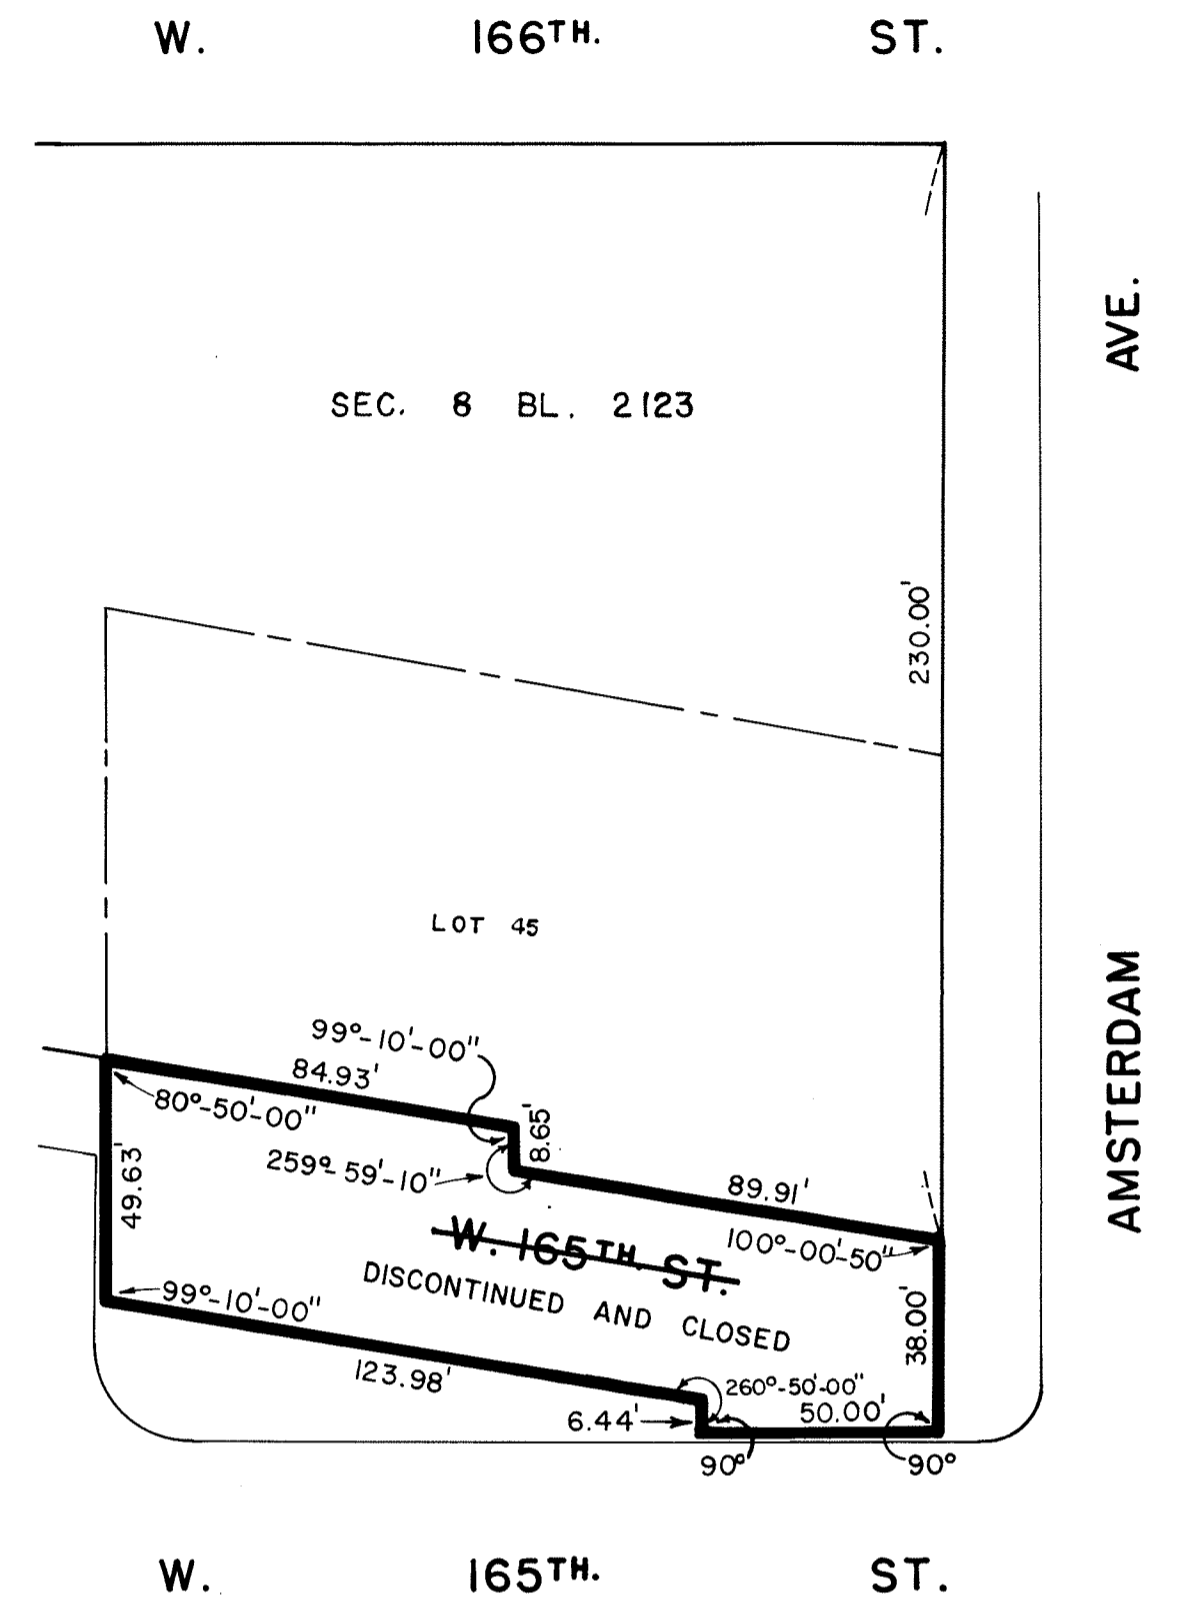 W. 166TH. ST.
AVE.
SEC. 8 BL. 2123
230.00'
LOT 45
AMSTERDAM
99°-10'-00"
84.93'
80°-50'-00"
8.65'
259°-59'-10"
49.63'
89.91'
100°-00'-50"
W. 165TH. ST.
DISCONTINUED AND CLOSED
99°-10'-00"
38.00'
123.98'
260°-50'-00"
50.00'
6.44'
90°
90°
W. 165TH. ST.